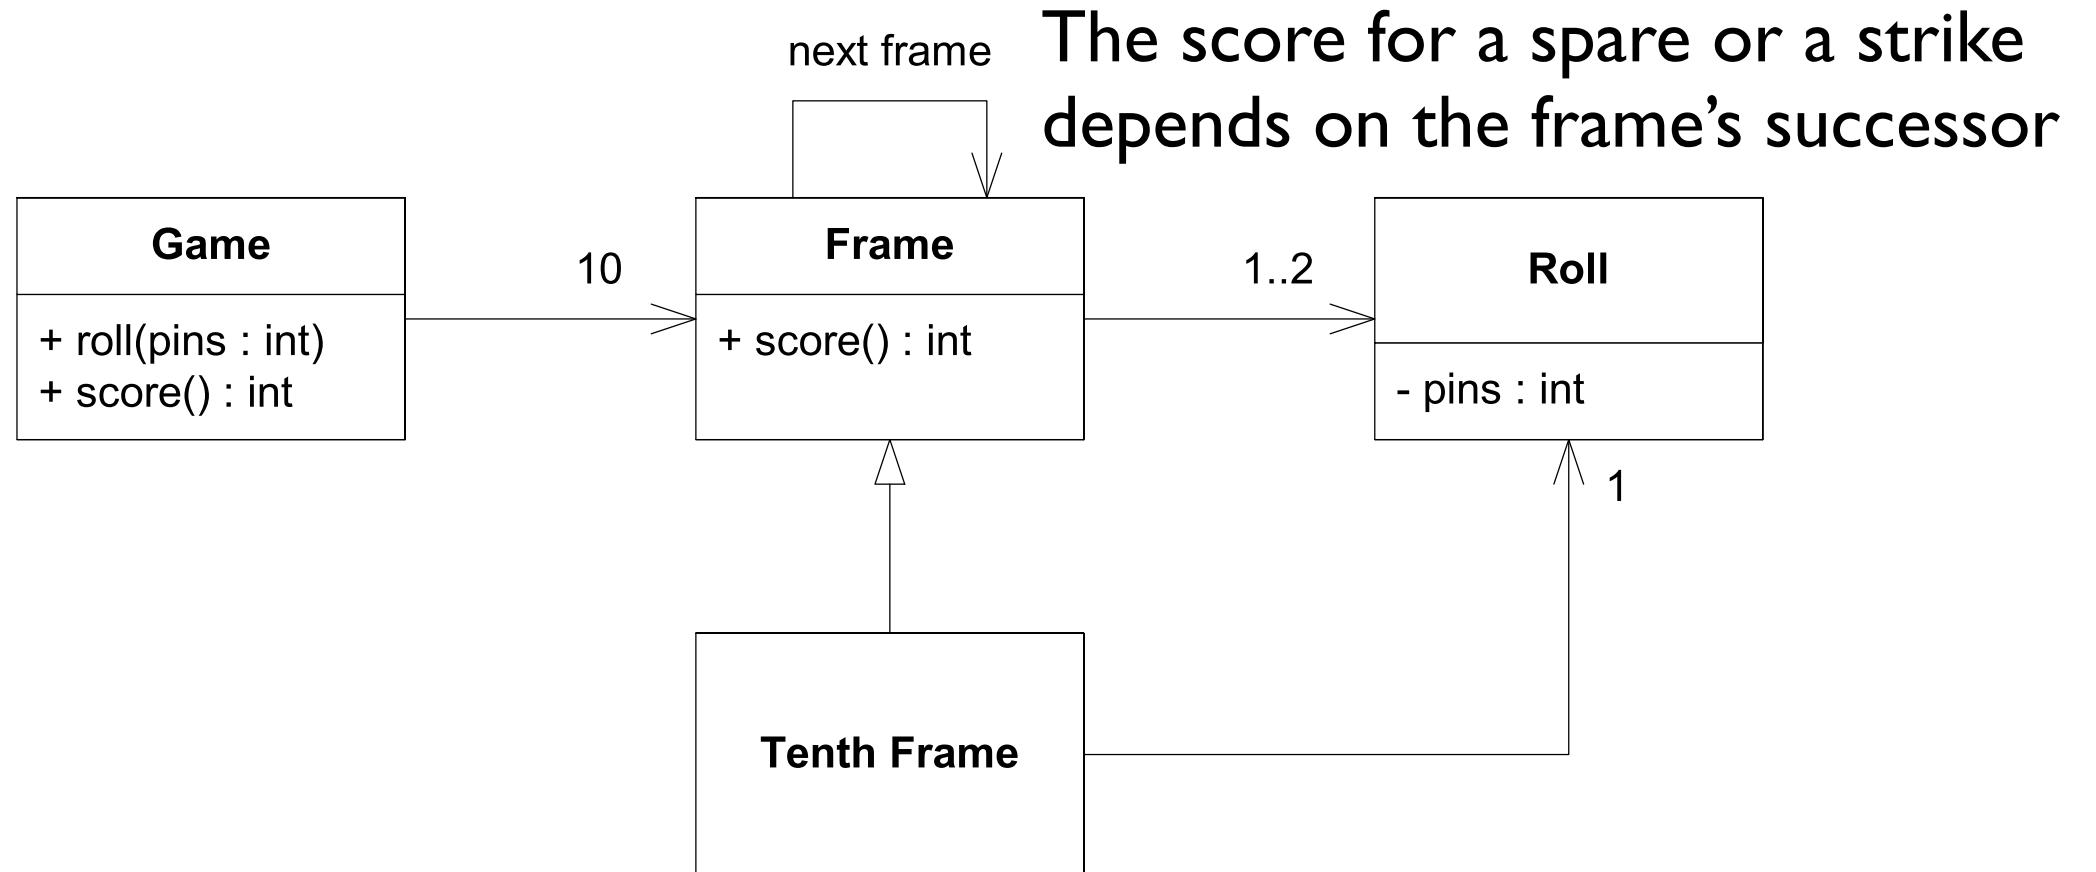 The score for a spare or a strike
depends on the frame’s successor
next frame
Game
+ roll(pins : int)
+ score() : int
10
Frame
+ score() : int
1..2
Roll
- pins : int
1
Tenth Frame